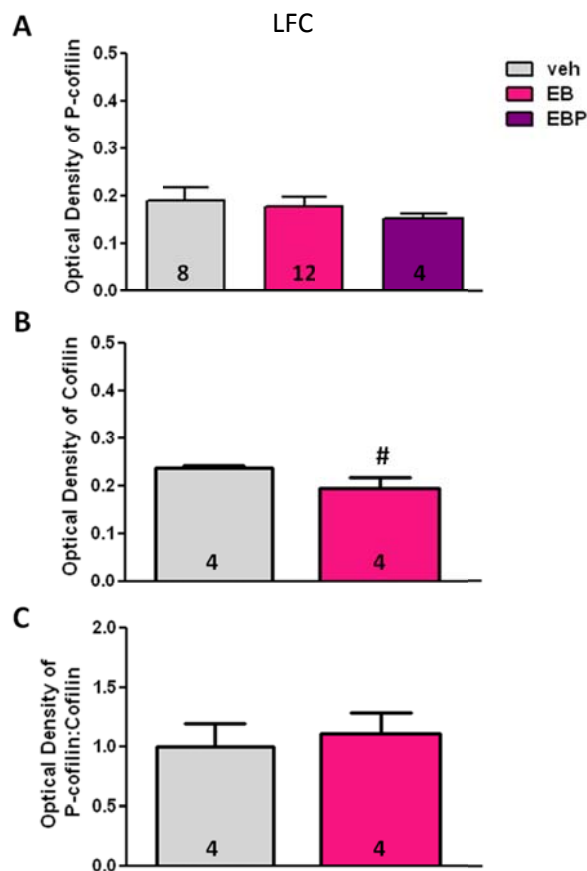 LFC
A
Optical Density of P-cofilin
0.5
0.4
0.3
0.2
0.1
0.0
8
12
4
veh
EB
EBP
B
Optical Density of Cofilin
0.5
0.4
0.3
0.2
0.1
0.0
#
4
4
C
Optical Density of
P-cofilin:Cofilin
2.0
1.5
1.0
0.5
0.0
4
4